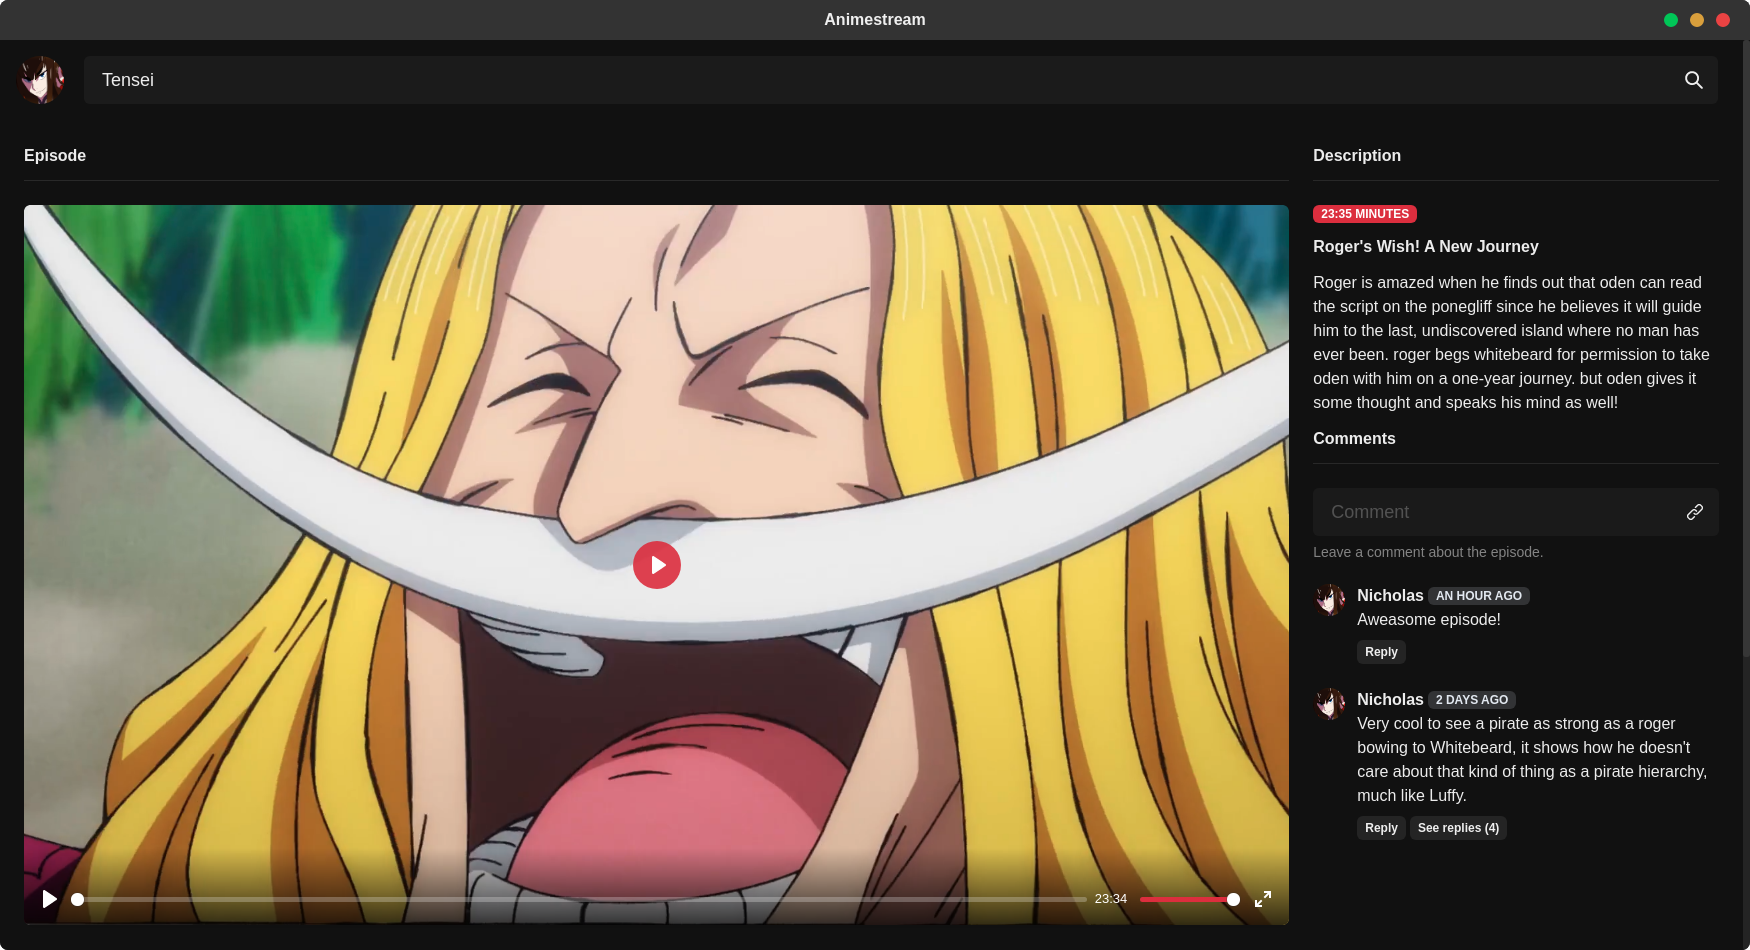 Animestream
Tensei
Episode
Description
23:35 MINUTES
Roger's Wish! A New Journey
Roger is amazed when he finds out that oden can read
the script on the ponegliff since he believes it will guide
him to the last, undiscovered island where no man has
ever been. roger begs whitebeard for permission to take
oden with him on a one-year journey. but oden gives it
some thought and speaks his mind as well!
Comments
Comment
Leave a comment about the episode.
Nicholas AN HOUR AGO
Aweasome episode!
Reply
Nicholas 2 DAYS AGO
Very cool to see a pirate as strong as a roger
bowing to Whitebeard, it shows how he doesn't
care about that kind of thing as a pirate hierarchy,
much like Luffy.
Reply See replies (4)
23:34